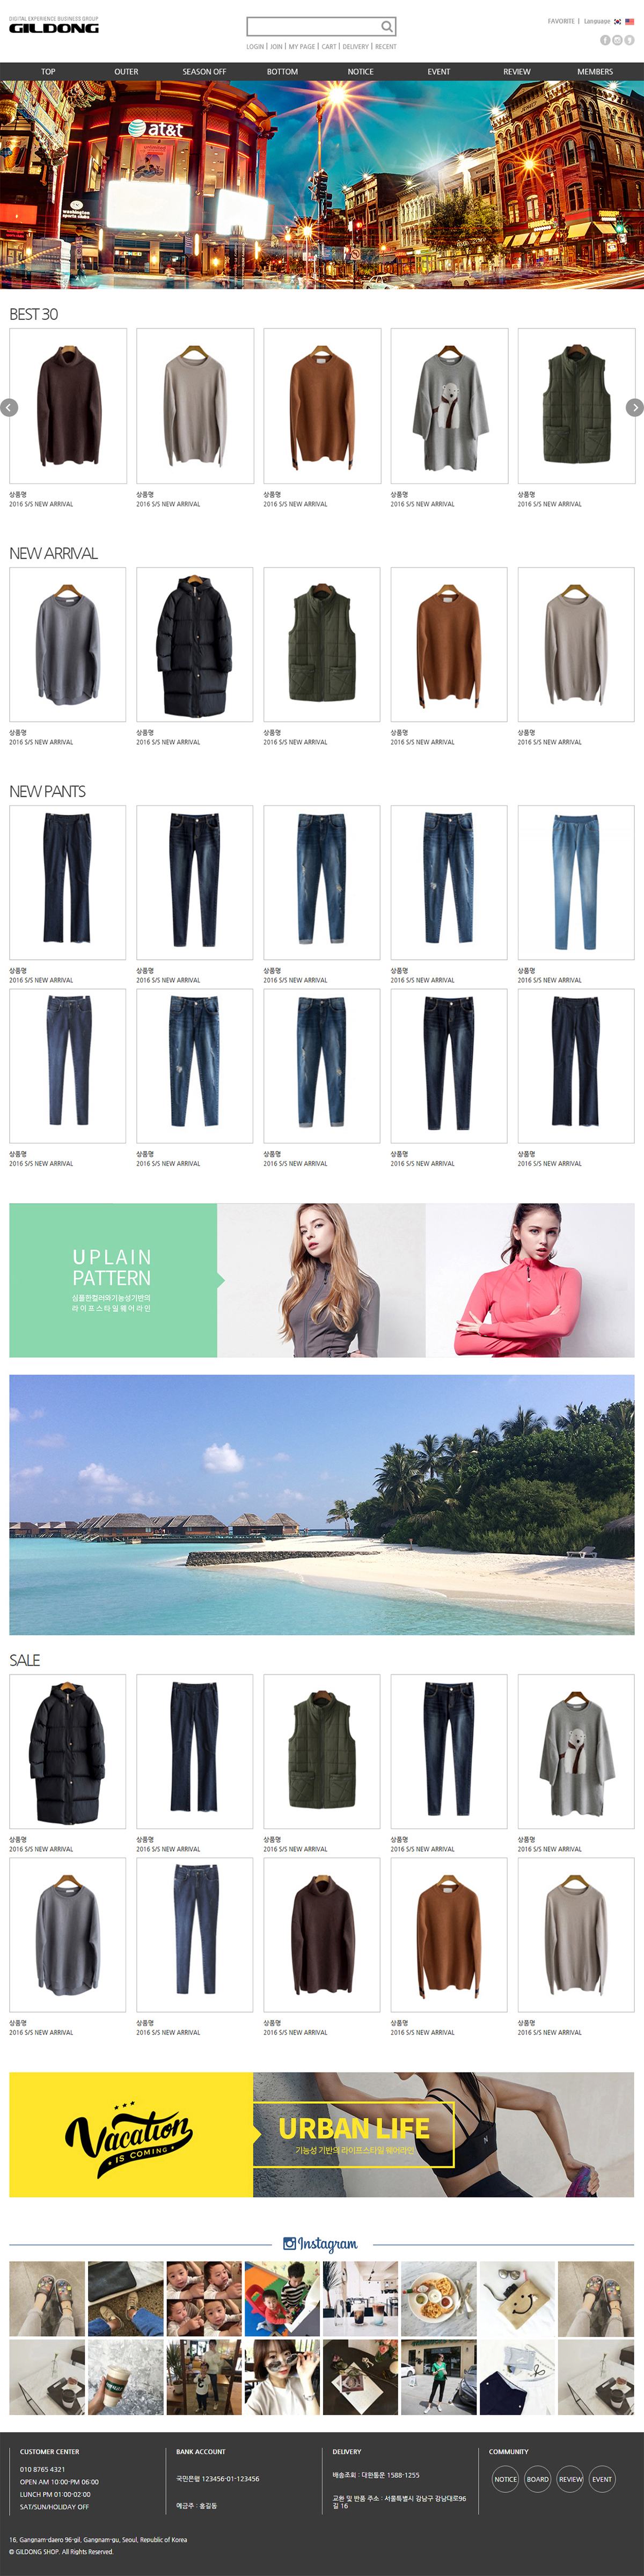 DIGITAL EXPERIENCE BUSINESS GROUP
GILDONG
FAVORITE | Language
LOGIN | JOIN | MY PAGE | CART | DELIVERY | RECENT
TOP OUTER SEASON OFF BOTTOM NOTICE EVENT REVIEW MEMBERS
at&t
washington
sports clubs
BEST 30
상품명 상품명 상품명 상품명 상품명
2016 S/S NEW ARRIVAL 2016 S/S NEW ARRIVAL 2016 S/S NEW ARRIVAL 2016 S/S NEW ARRIVAL 2016 S/S NEW ARRIVAL
NEW ARRIVAL
상품명 상품명 상품명 상품명 상품명
2016 S/S NEW ARRIVAL 2016 S/S NEW ARRIVAL 2016 S/S NEW ARRIVAL 2016 S/S NEW ARRIVAL 2016 S/S NEW ARRIVAL
NEW PANTS
상품명 상품명 상품명 상품명 상품명
2016 S/S NEW ARRIVAL 2016 S/S NEW ARRIVAL 2016 S/S NEW ARRIVAL 2016 S/S NEW ARRIVAL 2016 S/S NEW ARRIVAL
상품명 상품명 상품명 상품명 상품명
2016 S/S NEW ARRIVAL 2016 S/S NEW ARRIVAL 2016 S/S NEW ARRIVAL 2016 S/S NEW ARRIVAL 2016 S/S NEW ARRIVAL
UPLAIN
PATTERN
심플한컬러와기능성기반의
라이프스타일웨어라인
SALE
상품명 상품명 상품명 상품명 상품명
2016 S/S NEW ARRIVAL 2016 S/S NEW ARRIVAL 2016 S/S NEW ARRIVAL 2016 S/S NEW ARRIVAL 2016 S/S NEW ARRIVAL
상품명 상품명 상품명 상품명 상품명
2016 S/S NEW ARRIVAL 2016 S/S NEW ARRIVAL 2016 S/S NEW ARRIVAL 2016 S/S NEW ARRIVAL 2016 S/S NEW ARRIVAL
Vacation
IS COMING
URBAN LIFE
기능성 기반의 라이프스타일 웨어라인
Instagram
CUSTOMER CENTER
010 8765 4321
OPEN AM 10:00-PM 06:00
LUNCH PM 01:00-02:00
SAT/SUN/HOLIDAY OFF
BANK ACCOUNT
국민은행 123456-01-123456
예금주 : 홍길동
DELIVERY
배송조회 : 대한통운 1588-1255
교환 및 반품 주소 : 서울특별시 강남구 강남대로96
길 16
COMMUNITY
NOTICE BOARD REVIEW EVENT
16, Gangnam-daero 96-gil, Gangnam-gu, Seoul, Republic of Korea
© GILDONG SHOP. All Rights Reserved.